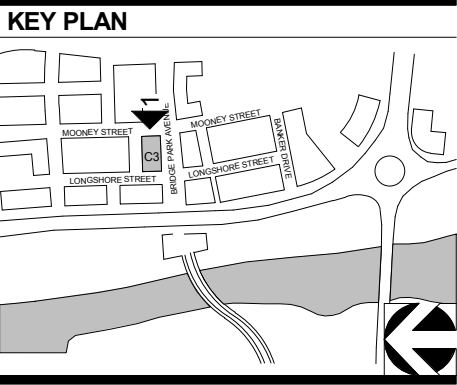 KEY PLAN
1
MOONEY STREET
BRIDGE PARK AVENUE
MOONEY STREET
BANKER DRIVE
C3
LONGSHORE STREET
LONGSHORE STREET